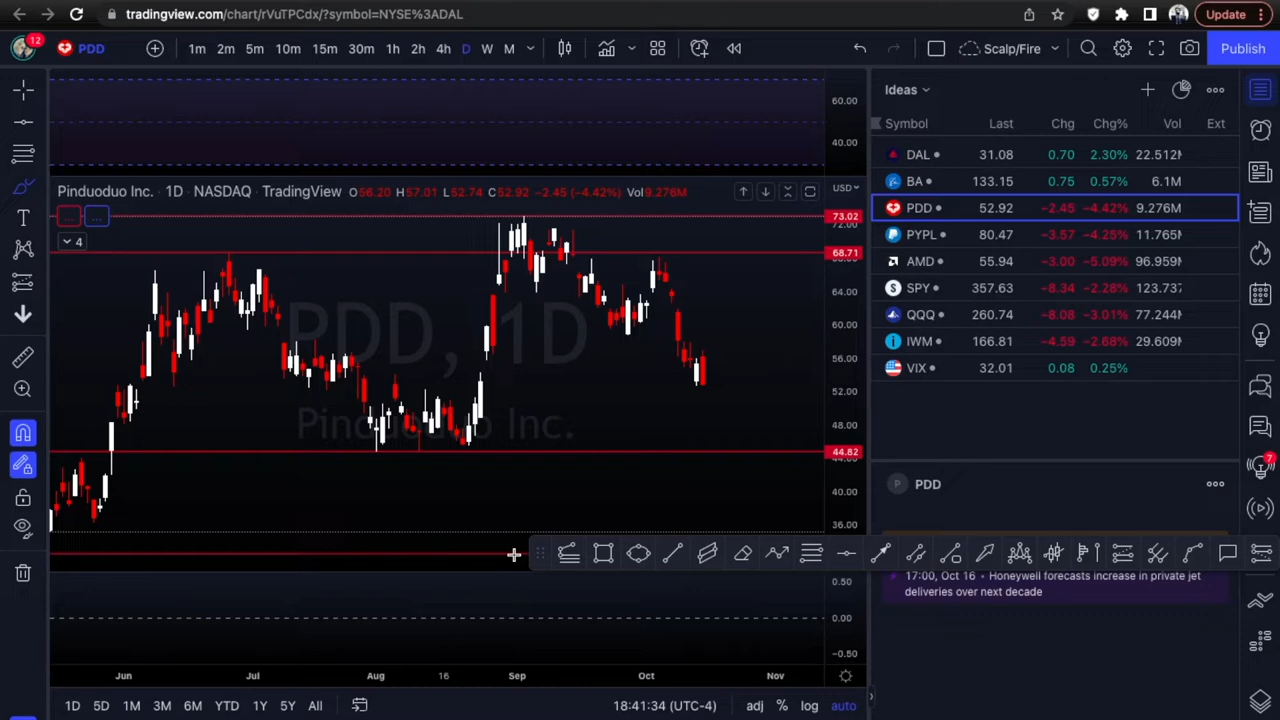 tradingview.com/chart/rVuTPCdx/?symbol=NYSE%3ADAL
Update
12
PDD
1m 2m 5m 10m 15m 30m 1h 2h 4h D W M
Scalp/Fire
Publish
60.00
40.00
Pinduoduo Inc. · 1D · NASDAQ · TradingView O56.20 H57.01 L52.74 C52.92 −2.45 (−4.42%) Vol9.276M
USD
4
73.02
72.00
68.71
64.00
60.00
56.00
52.00
48.00
44.82
40.00
36.00
PDD, 1D
Pinduoduo Inc.
0.50
0.00
−0.50
Jun Jul Aug 16 Sep Oct Nov
1D 5D 1M 3M 6M YTD 1Y 5Y All
18:41:34 (UTC-4)
adj % log auto
Ideas
Symbol Last Chg Chg% Vol Ext
DAL 31.08 0.70 2.30% 22.512M
BA 133.15 0.75 0.57% 6.1M
PDD 52.92 −2.45 −4.42% 9.276M
PYPL 80.47 −3.57 −4.25% 11.765M
AMD 55.94 −3.00 −5.09% 96.959M
SPY 357.63 −8.34 −2.28% 123.737
QQQ 260.74 −8.08 −3.01% 77.244M
IWM 166.81 −4.59 −2.68% 29.609M
VIX 32.01 0.08 0.25%
P PDD
17:00, Oct 16 • Honeywell forecasts increase in private jet
deliveries over next decade
7